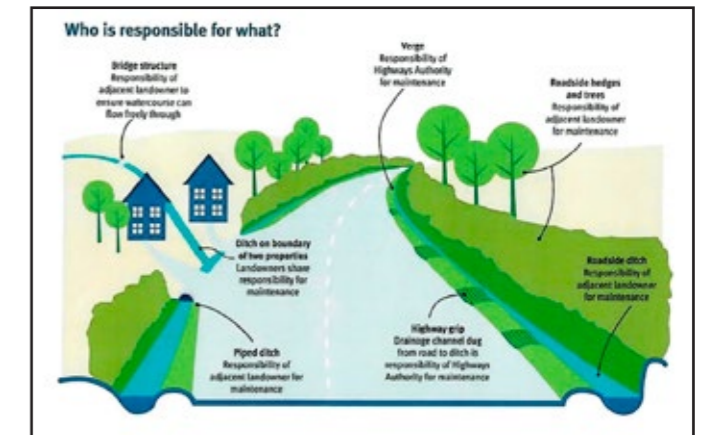 Who is responsible for what?
Bridge structure
Responsibility of
adjacent landowner to
ensure watercourse can
flow freely through
Verge
Responsibility of
Highways Authority
for maintenance
Roadside hedges
and trees
Responsibility of
adjacent landowner
for maintenance
Ditch on boundary
of two properties
Landowners share
responsibility for
maintenance
Roadside ditch
Responsibility of
adjacent landowner
for maintenance
Piped ditch
Responsibility of
adjacent landowner for
maintenance
Highway grip
Drainage channel dug
from road to ditch is
responsibility of Highways
Authority for maintenance